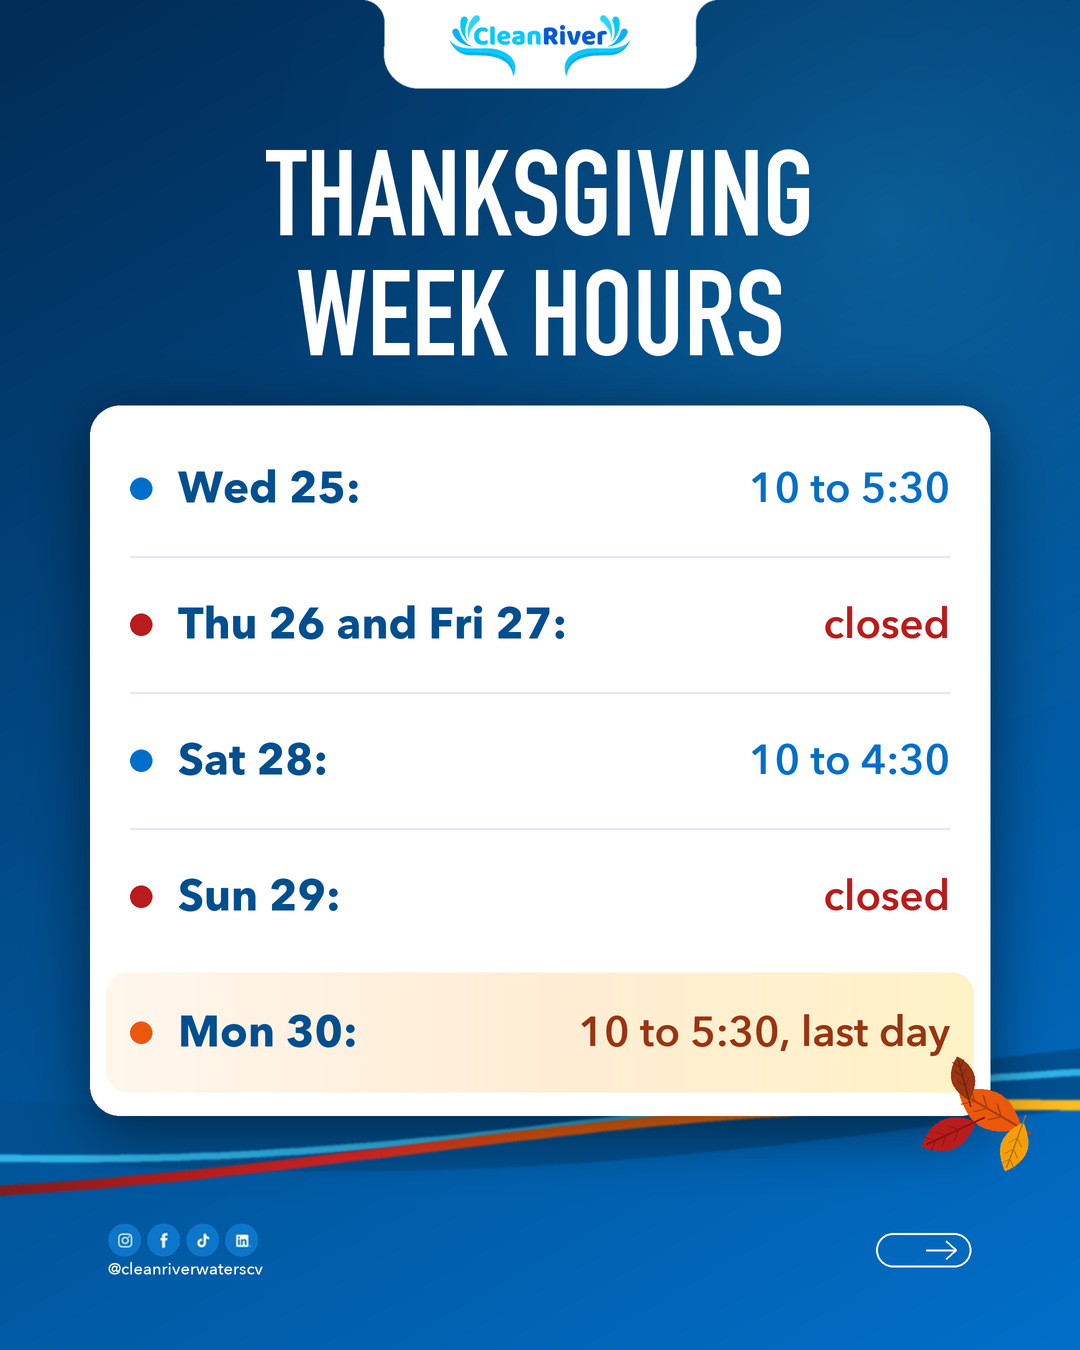 CleanRiver
THANKSGIVING
WEEK HOURS
Wed 25: 10 to 5:30
Thu 26 and Fri 27: closed
Sat 28: 10 to 4:30
Sun 29: closed
Mon 30: 10 to 5:30, last day
@cleanriverwaterscv